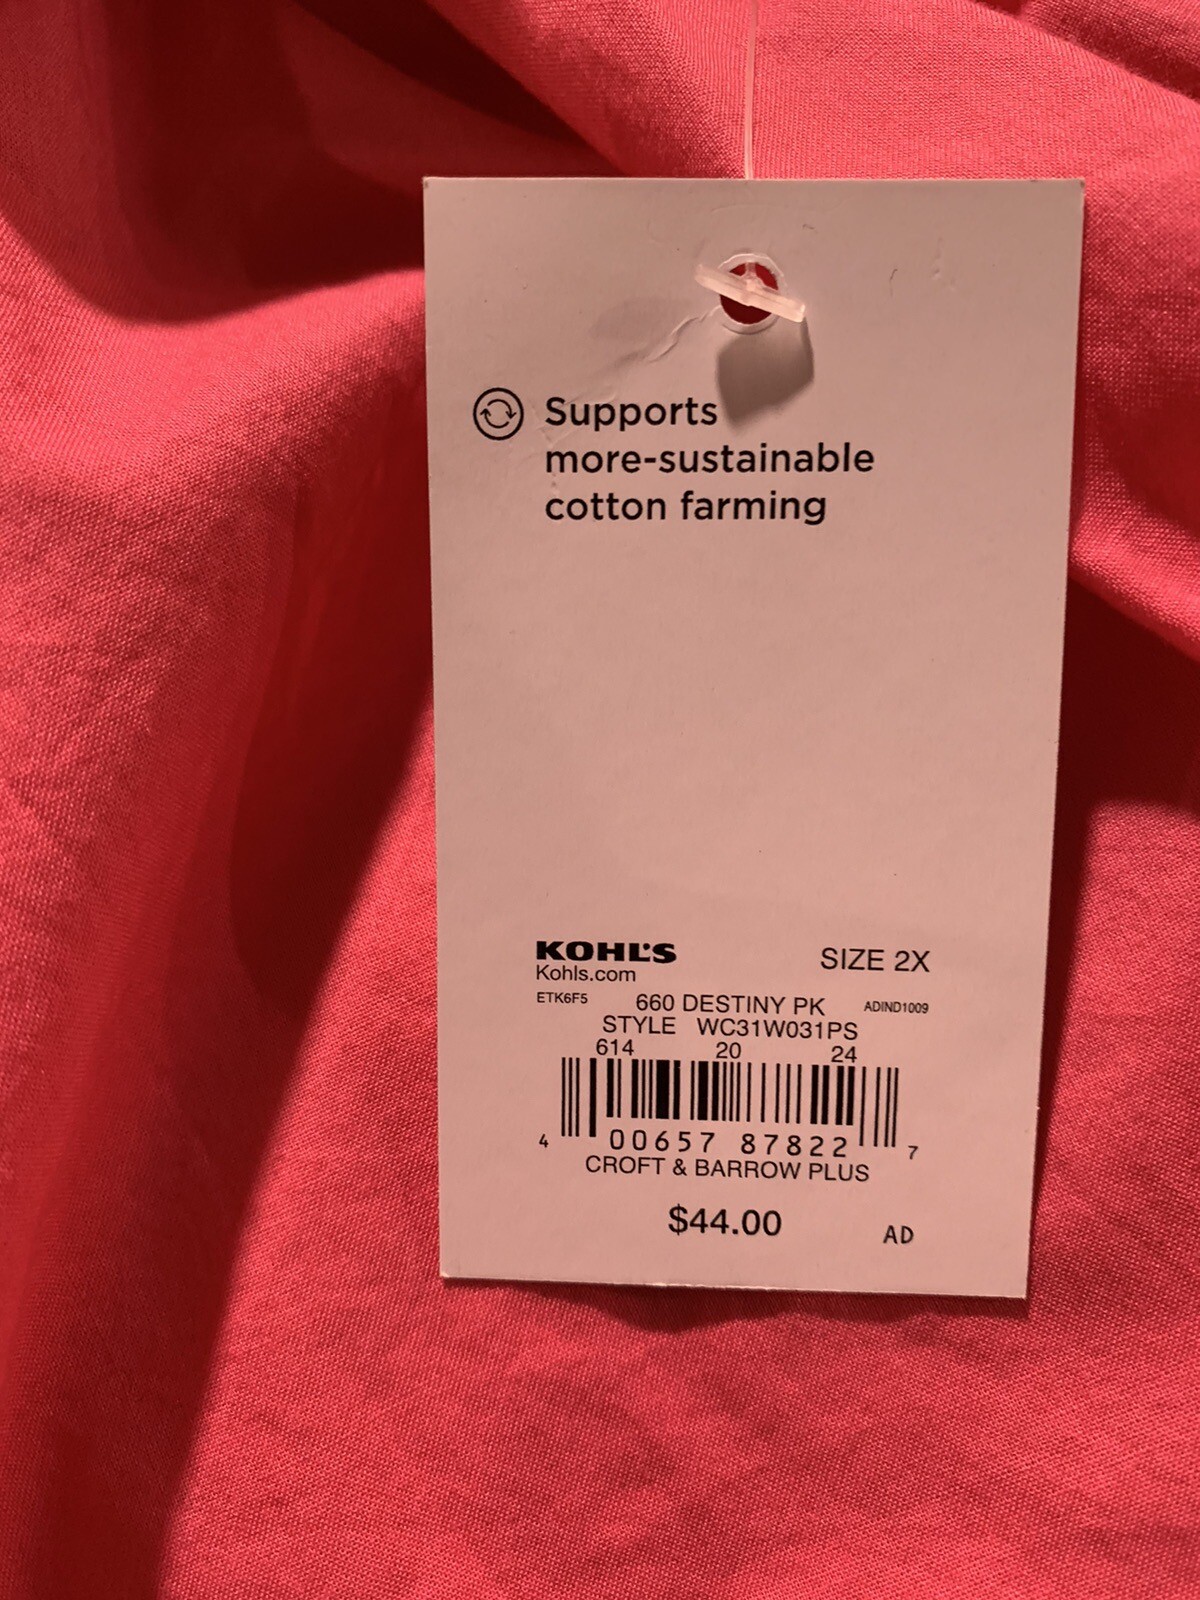 Supports
more-sustainable
cotton farming
KOHL'S SIZE 2X
Kohls.com
ETK6F5 660 DESTINY PK ADIND1009
STYLE WC31W031PS
614 20 24
4 00657 87822 7
CROFT & BARROW PLUS
$44.00 AD